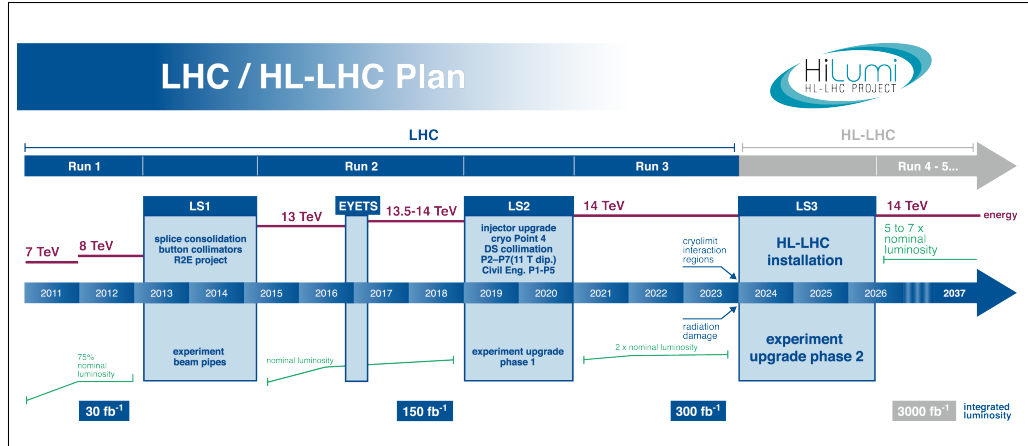 LHC / HL-LHC Plan
HiLumi
HL-LHC PROJECT
LHC
HL-LHC
Run 1
Run 2
Run 3
Run 4 - 5...
LS1
EYETS
LS2
LS3
13 TeV
13.5-14 TeV
14 TeV
14 TeV
energy
7 TeV
8 TeV
splice consolidation
button collimators
R2E project
injector upgrade
cryo Point 4
DS collimation
P2–P7(11 T dip.)
Civil Eng. P1-P5
cryolimit
interaction
regions
HL-LHC
installation
5 to 7 x
nominal
luminosity
2011
2012
2013
2014
2015
2016
2017
2018
2019
2020
2021
2022
2023
2024
2025
2026
2037
75%
nominal
luminosity
experiment
beam pipes
nominal luminosity
experiment upgrade
phase 1
2 x nominal luminosity
radiation
damage
experiment
upgrade phase 2
30 fb-1
150 fb-1
300 fb-1
3000 fb-1
integrated
luminosity